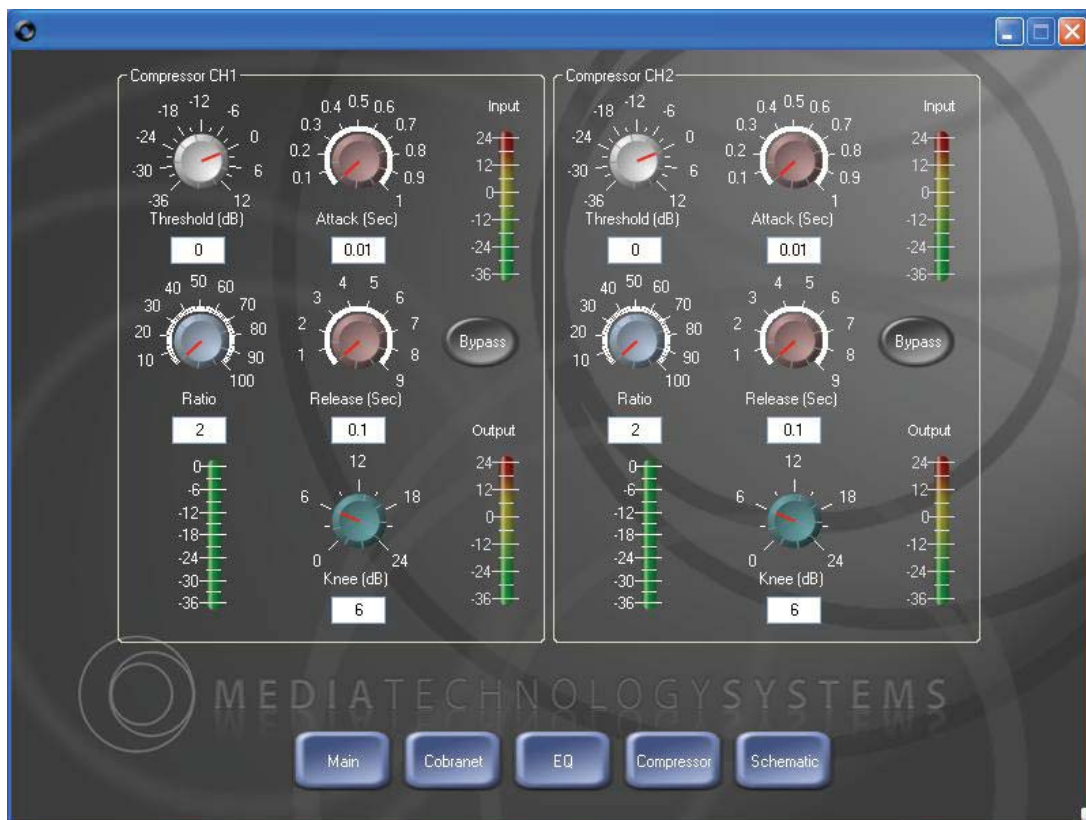 Compressor CH1
-36 -30 -24 -18 -12 -6 0 6 12
Threshold (dB)
0
0.1 0.2 0.3 0.4 0.5 0.6 0.7 0.8 0.9 1
Attack (Sec)
0.01
Input
24
12
0
-12
-24
-36
10 20 30 40 50 60 70 80 90 100
Ratio
2
1 2 3 4 5 6 7 8 9
Release (Sec)
0.1
Bypass
0
-6
-12
-18
-24
-30
-36
0 6 12 18 24
Knee (dB)
6
Output
24
12
0
-12
-24
-36
Compressor CH2
-36 -30 -24 -18 -12 -6 0 6 12
Threshold (dB)
0
0.1 0.2 0.3 0.4 0.5 0.6 0.7 0.8 0.9 1
Attack (Sec)
0.01
Input
24
12
0
-12
-24
-36
10 20 30 40 50 60 70 80 90 100
Ratio
2
1 2 3 4 5 6 7 8 9
Release (Sec)
0.1
Bypass
0
-6
-12
-18
-24
-30
-36
0 6 12 18 24
Knee (dB)
6
Output
24
12
0
-12
-24
-36
MEDIATECHNOLOGYSYSTEMS
Main Cobranet EQ Compressor Schematic